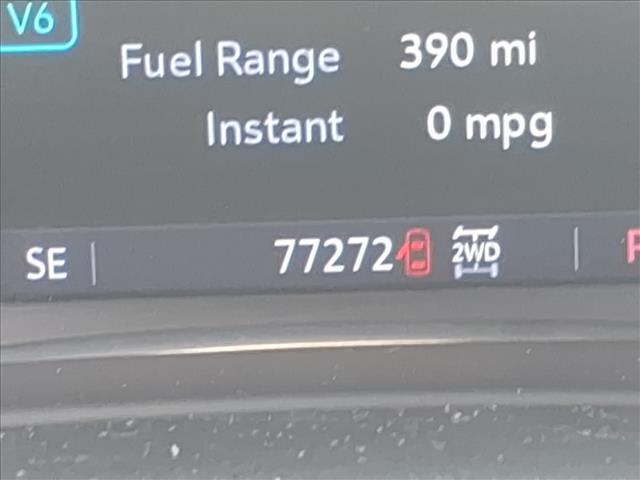 V6
Fuel Range 390 mi
Instant 0 mpg
SE 77272 2WD